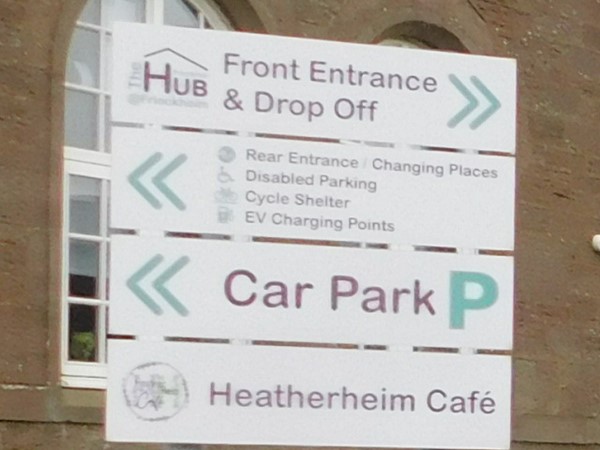 The HUB
@Friockheim
Front Entrance
& Drop Off
Rear Entrance / Changing Places
Disabled Parking
Cycle Shelter
EV Charging Points
Car Park P
Heatherheim Café